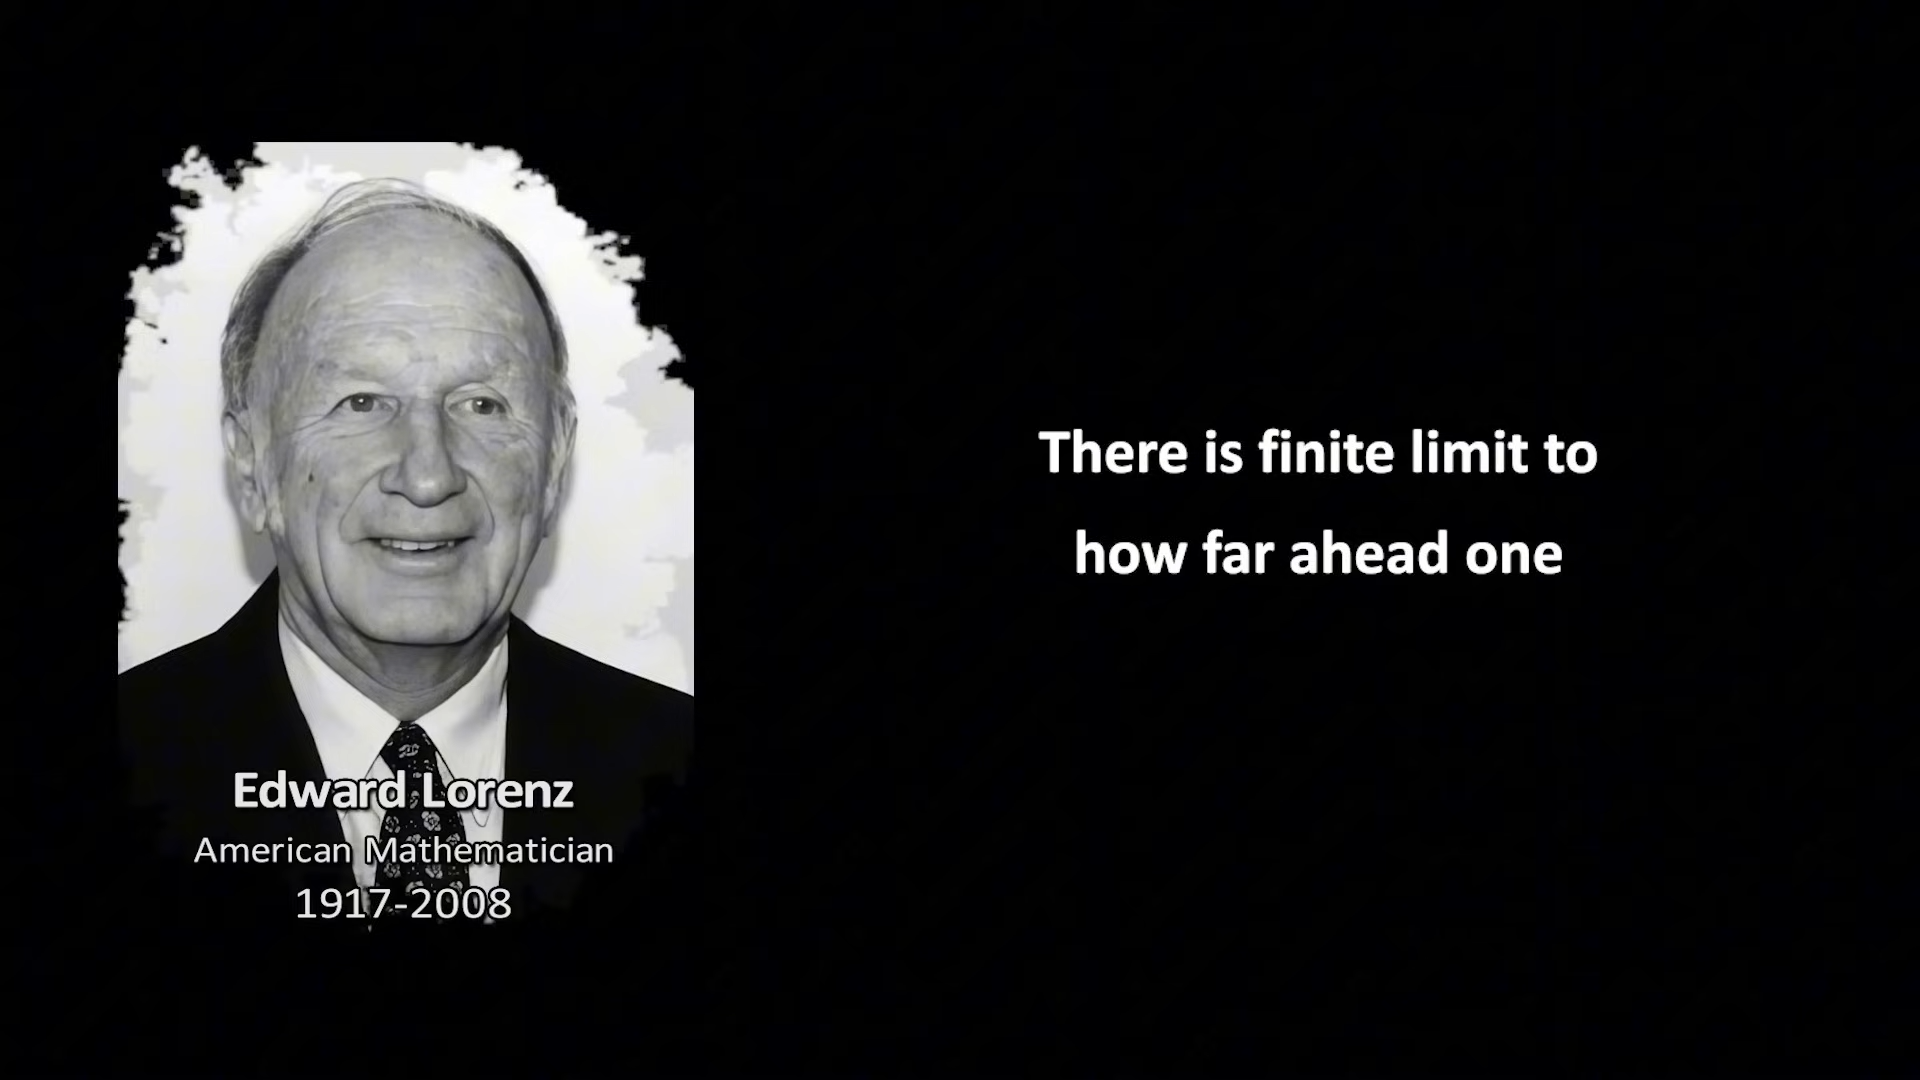 There is finite limit to
how far ahead one
Edward Lorenz
American Mathematician
1917-2008